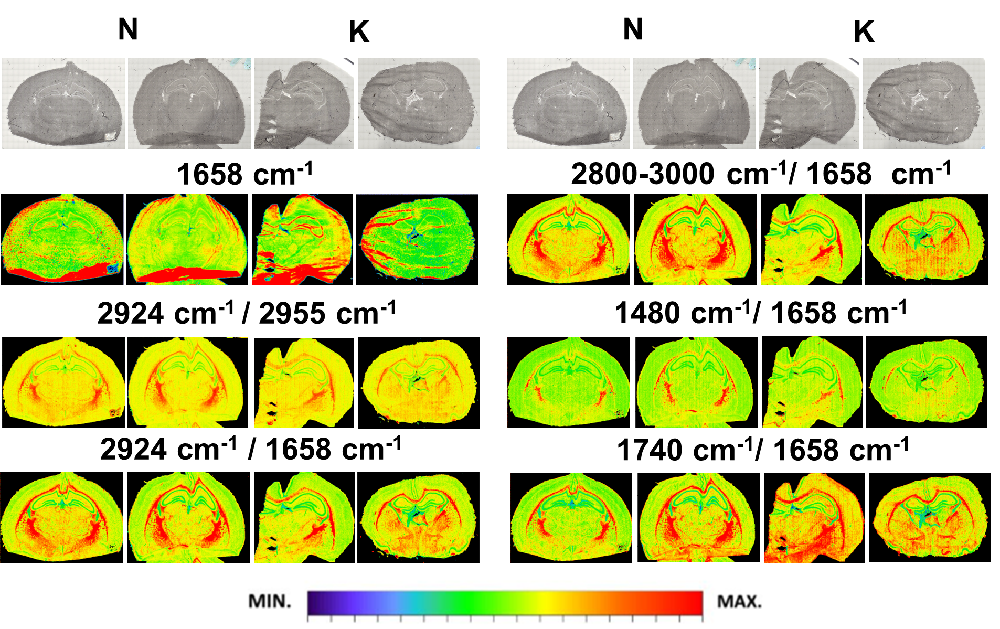 N K N K
1658 cm⁻¹ 2800-3000 cm⁻¹/ 1658 cm⁻¹
2924 cm⁻¹ / 2955 cm⁻¹ 1480 cm⁻¹/ 1658 cm⁻¹
2924 cm⁻¹ / 1658 cm⁻¹ 1740 cm⁻¹/ 1658 cm⁻¹
MIN. MAX.